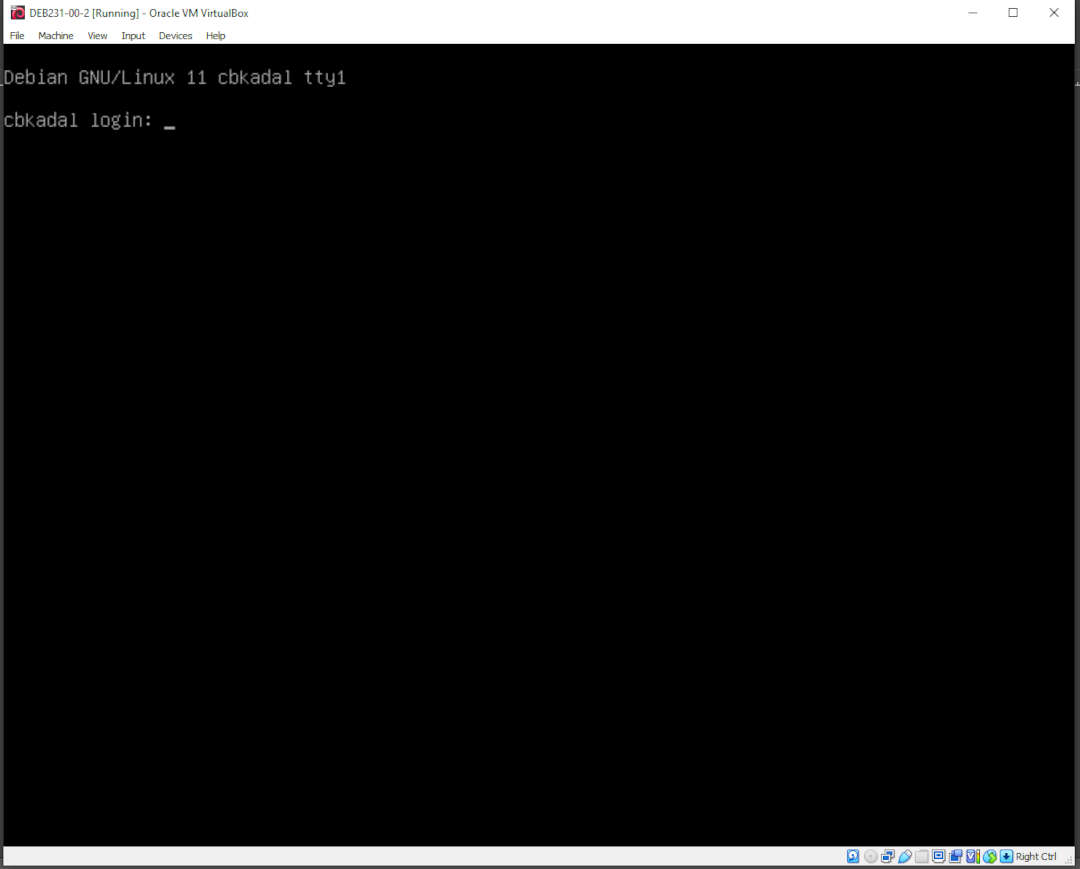 DEB231-00-2 [Running] - Oracle VM VirtualBox
File Machine View Input Devices Help
Debian GNU/Linux 11 cbkadal tty1
cbkadal login: _
Right Ctrl